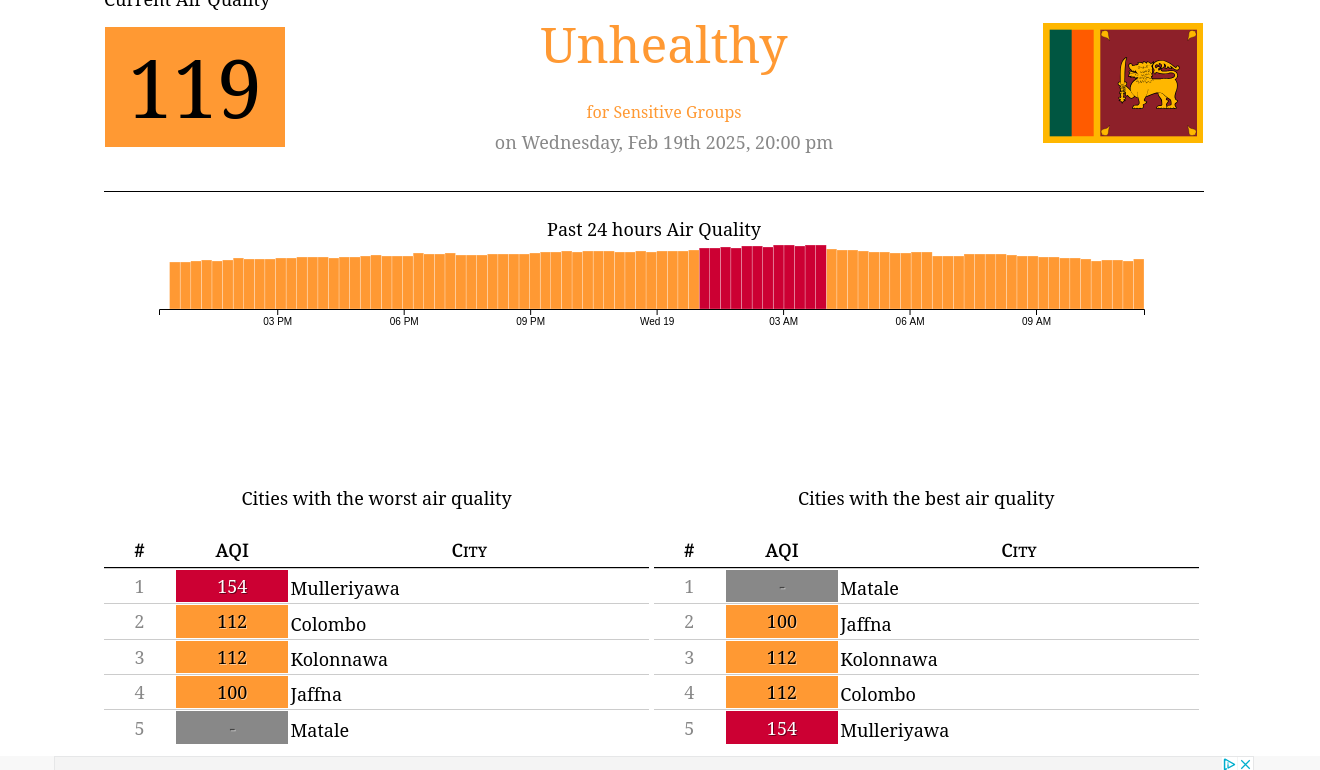 Current Air Quality
119
Unhealthy
for Sensitive Groups
on Wednesday, Feb 19th 2025, 20:00 pm
Past 24 hours Air Quality
03 PM 06 PM 09 PM Wed 19 03 AM 06 AM 09 AM
Cities with the worst air quality
# AQI City
1 154 Mulleriyawa
2 112 Colombo
3 112 Kolonnawa
4 100 Jaffna
5 - Matale
Cities with the best air quality
# AQI City
1 - Matale
2 100 Jaffna
3 112 Kolonnawa
4 112 Colombo
5 154 Mulleriyawa